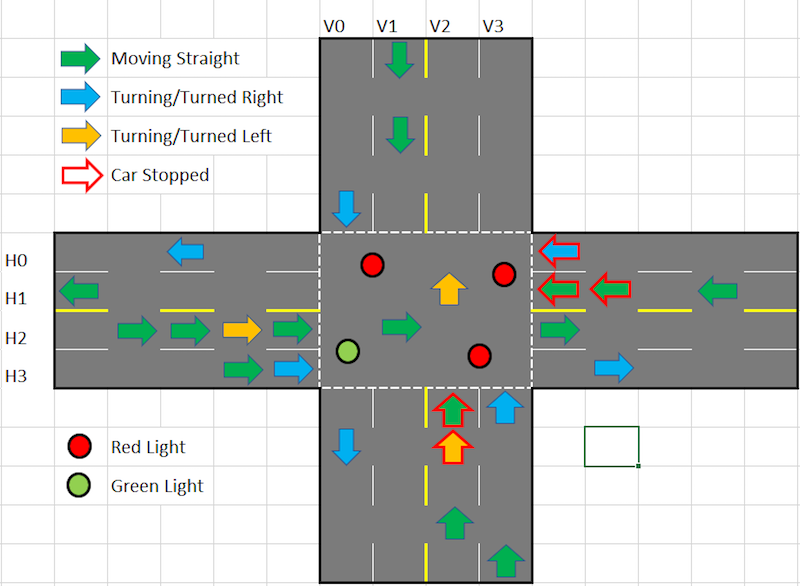 V0 V1 V2 V3
Moving Straight
Turning/Turned Right
Turning/Turned Left
Car Stopped
H0
H1
H2
H3
Red Light
Green Light